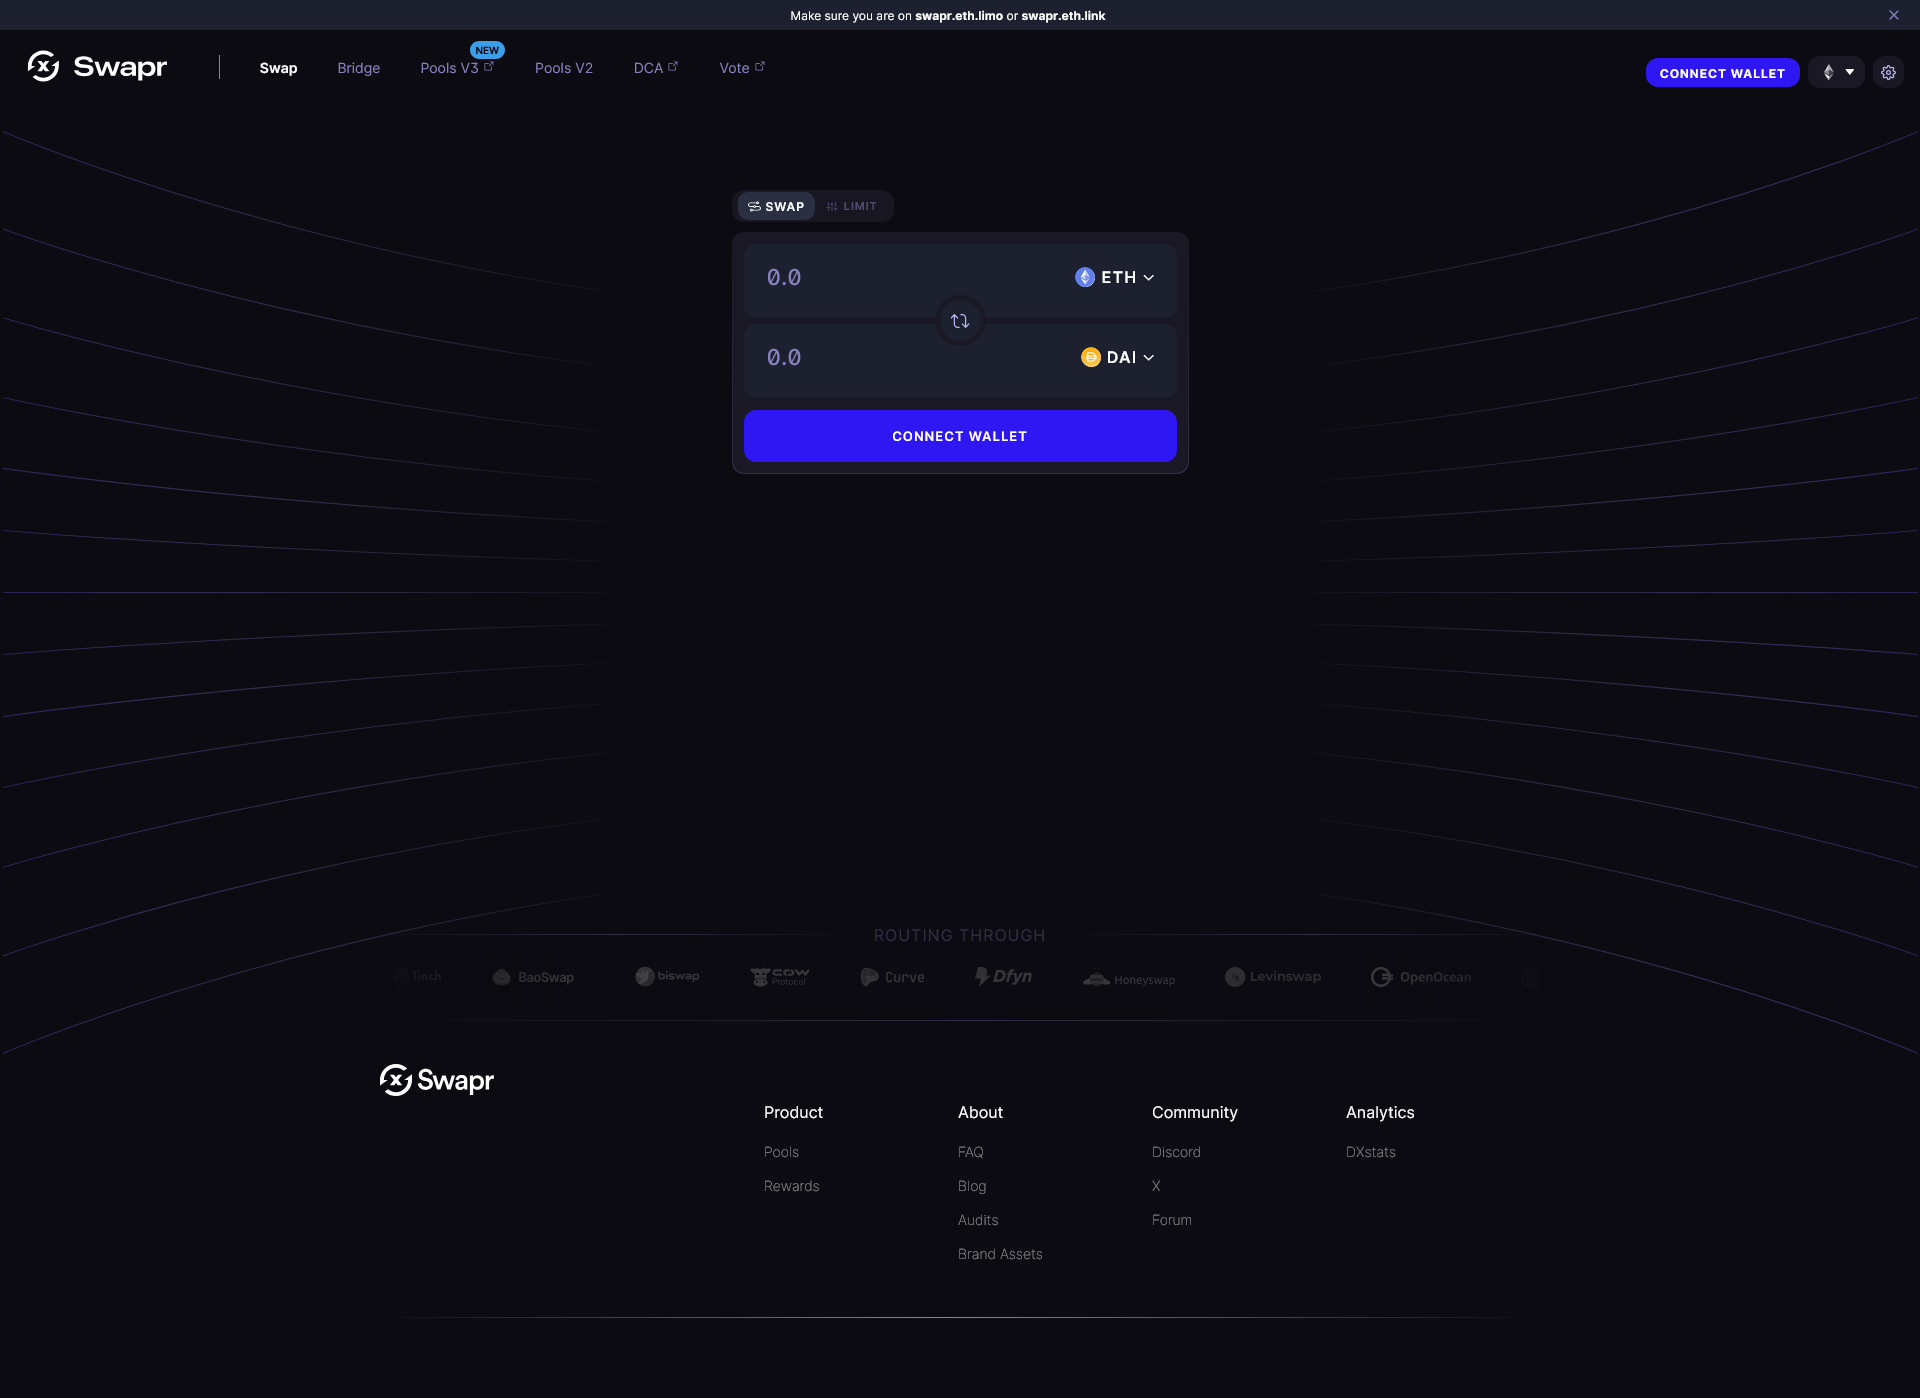 Make sure you are on swapr.eth.limo or swapr.eth.link
Swapr
Swap
Bridge
Pools V3
NEW
Pools V2
DCA
Vote
CONNECT WALLET
SWAP
LIMIT
0.0
ETH
0.0
DAI
CONNECT WALLET
ROUTING THROUGH
1inch
BaoSwap
biswap
COW
Protocol
Curve
Dfyn
Honeyswap
Levinswap
OpenOcean
Swapr
Product
Pools
Rewards
About
FAQ
Blog
Audits
Brand Assets
Community
Discord
X
Forum
Analytics
DXstats